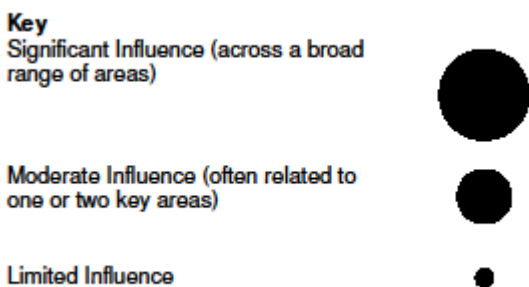 Key
Significant Influence (across a broad
range of areas)
Moderate Influence (often related to
one or two key areas)
Limited Influence